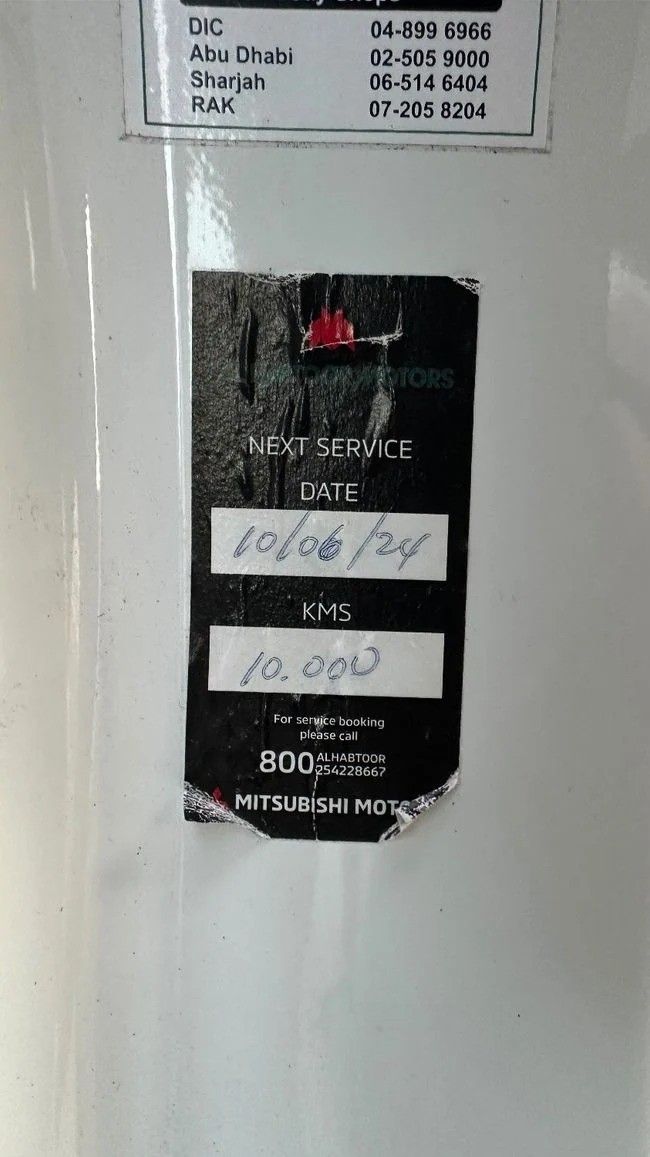 DIC 04-899 6966
Abu Dhabi 02-505 9000
Sharjah 06-514 6404
RAK 07-205 8204
MOTORS
NEXT SERVICE
DATE
10/06/24
KMS
10.000
For service booking
please call
800 ALHABTOOR
254228667
MITSUBISHI